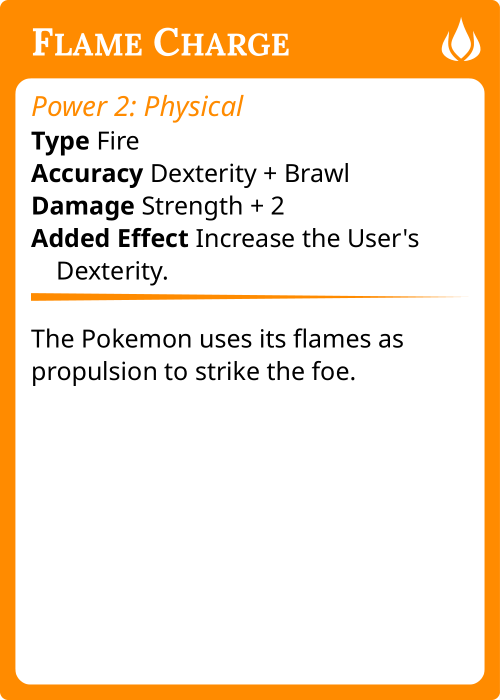 Flame Charge
Power 2: Physical
Type Fire
Accuracy Dexterity + Brawl
Damage Strength + 2
Added Effect Increase the User's
Dexterity.
The Pokemon uses its flames as
propulsion to strike the foe.